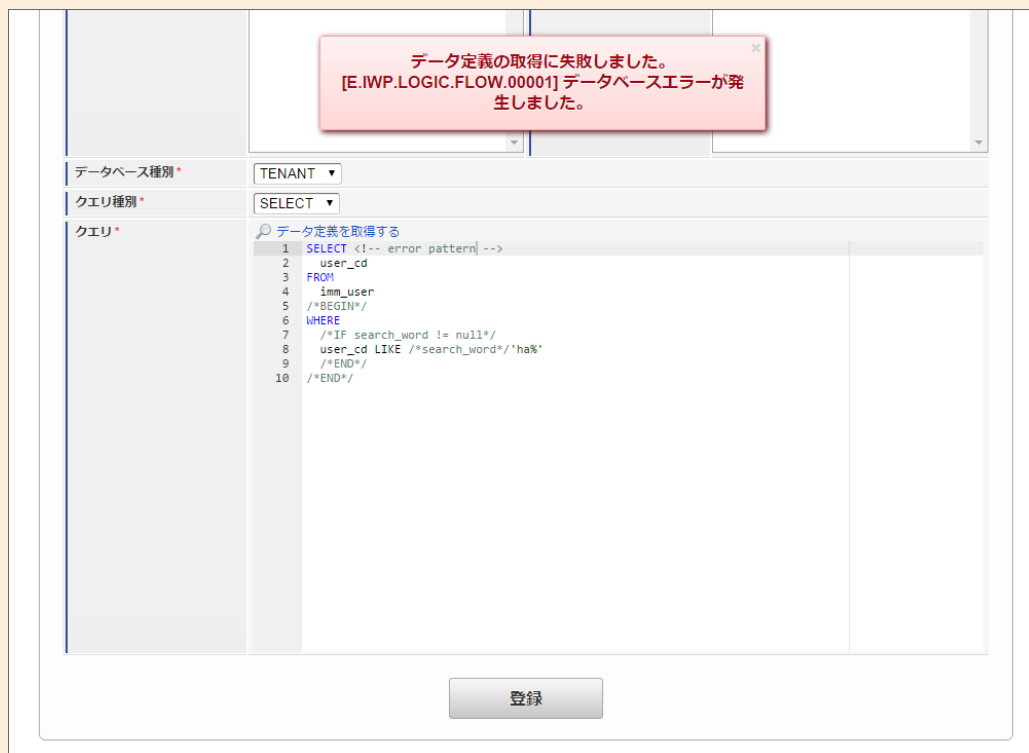 データ定義の取得に失敗しました。
[E.IWP.LOGIC.FLOW.00001] データベースエラーが発
生しました。
×
データベース種別*
TENANT ▼
クエリ種別*
SELECT ▼
クエリ*
データ定義を取得する
1 SELECT <!-- error pattern -->
2 user_cd
3 FROM
4 imm_user
5 /*BEGIN*/
6 WHERE
7 /*IF search_word != null*/
8 user_cd LIKE /*search_word*/'ha%'
9 /*END*/
10 /*END*/
登録